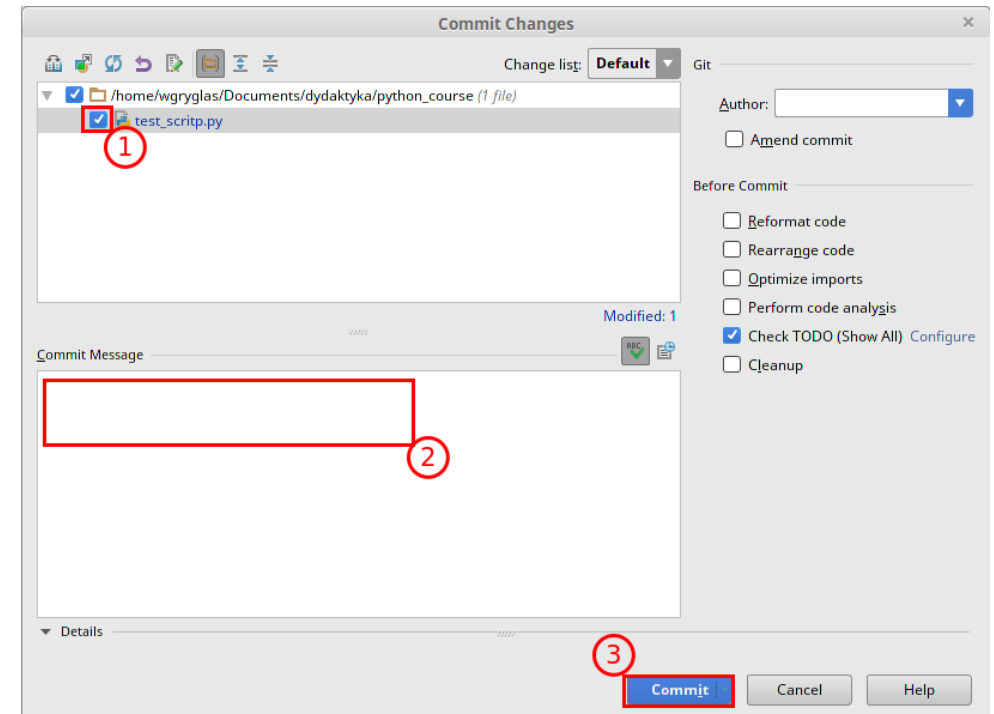 Commit Changes
Change list: Default
Git
/home/wgryglas/Documents/dydaktyka/python_course (1 file)
test_scritp.py
1
Author:
Amend commit
Before Commit
Reformat code
Rearrange code
Optimize imports
Perform code analysis
Check TODO (Show All) Configure
Cleanup
Modified: 1
Commit Message
ABC
2
Details
3
Commit
Cancel
Help